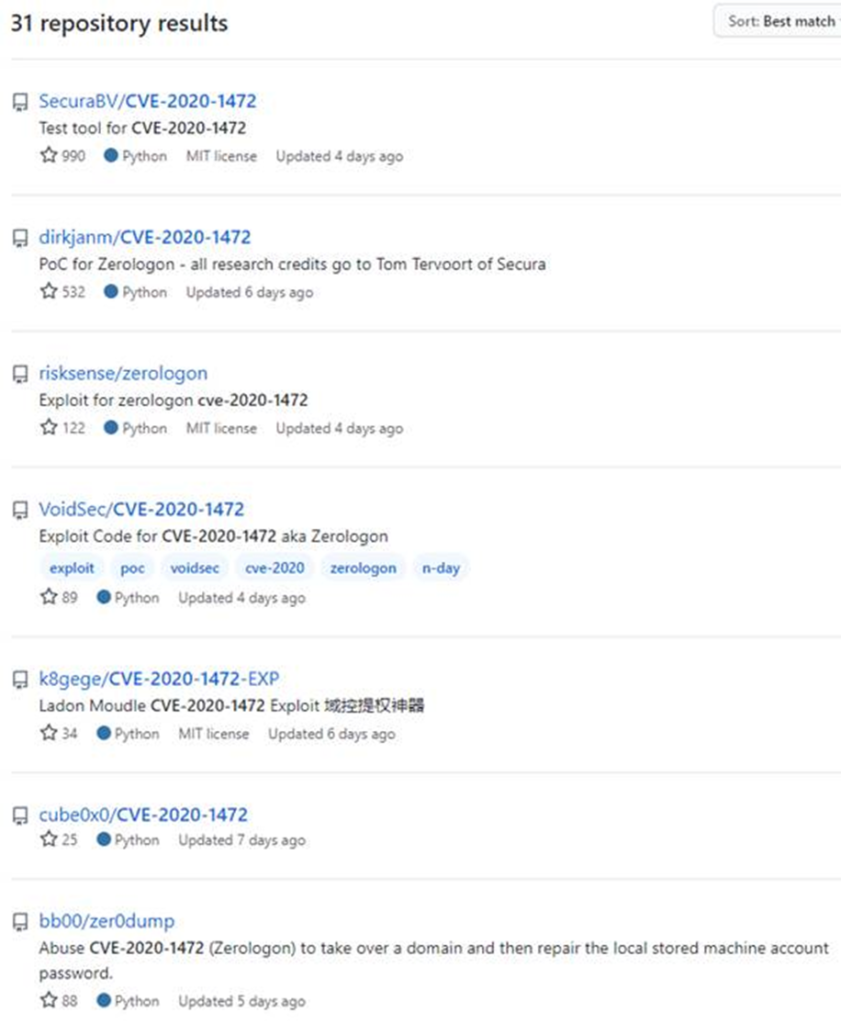 31 repository results
Sort: Best match
SecuraBV/CVE-2020-1472
Test tool for CVE-2020-1472
990 Python MIT license Updated 4 days ago
dirkjanm/CVE-2020-1472
PoC for Zerologon - all research credits go to Tom Tervoort of Secura
532 Python Updated 6 days ago
risksense/zerologon
Exploit for zerologon cve-2020-1472
122 Python MIT license Updated 4 days ago
VoidSec/CVE-2020-1472
Exploit Code for CVE-2020-1472 aka Zerologon
exploit poc voidsec cve-2020 zerologon n-day
89 Python Updated 4 days ago
k8gege/CVE-2020-1472-EXP
Ladon Moudle CVE-2020-1472 Exploit 域控提权神器
34 Python MIT license Updated 6 days ago
cube0x0/CVE-2020-1472
25 Python Updated 7 days ago
bb00/zer0dump
Abuse CVE-2020-1472 (Zerologon) to take over a domain and then repair the local stored machine account
password.
88 Python Updated 5 days ago